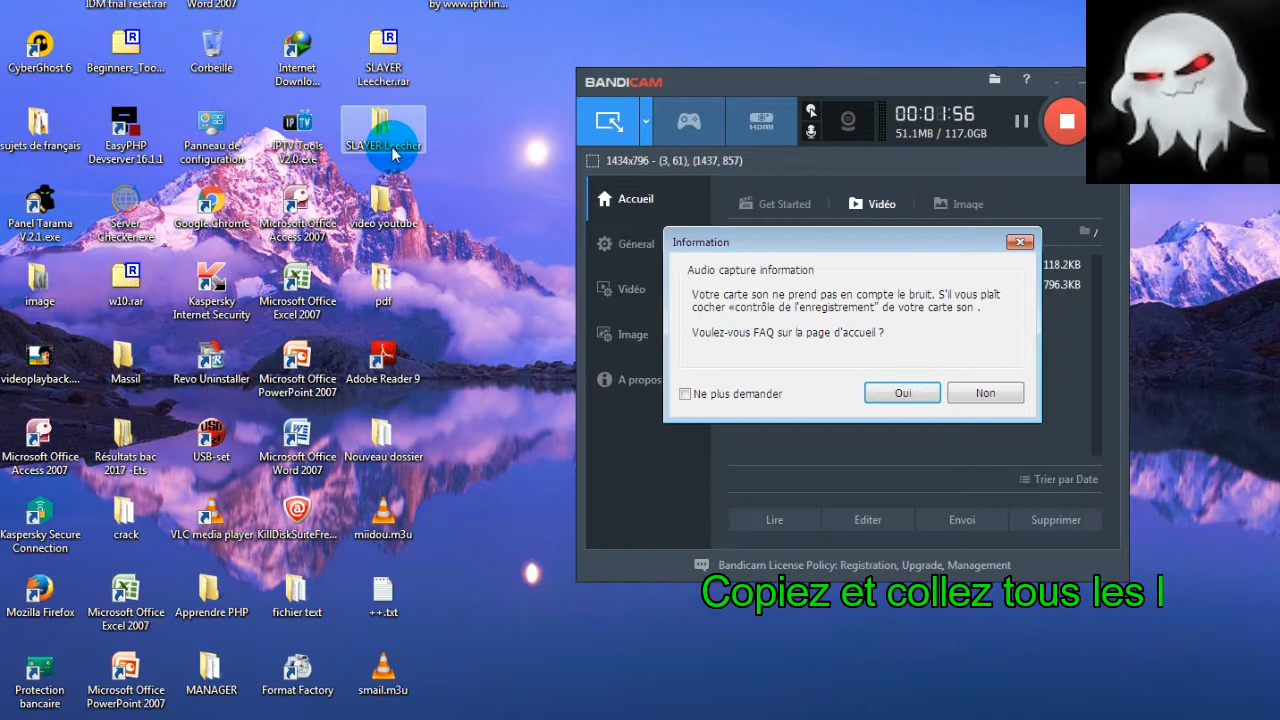 IDM trial reset.rar
Word 2007
by www.iptvlin...
CyberGhost 6
Beginners_Too...
Corbeille
Internet
Downlo...
SLAYER
Leecher.rar
sujets de français
EasyPHP
Devserver 16.1.1
Panneau de
configuration
IPTV
IPTV Tools
V2.0.exe
SLAYER Leecher
Panel Tarama
V.2.1.exe
Server
Checker.exe
Google Chrome
Microsoft Office
Access 2007
video youtube
image
w10.rar
Kaspersky
Internet Security
Microsoft Office
Excel 2007
pdf
videoplayback....
Massil
Revo Uninstaller
Microsoft Office
PowerPoint 2007
Adobe Reader 9
Microsoft Office
Access 2007
Résultats bac
2017 -Ets
USB-set
Microsoft Office
Word 2007
Nouveau dossier
Kaspersky Secure
Connection
crack
VLC media player
KillDiskSuiteFre...
miidou.m3u
Mozilla Firefox
Microsoft Office
Excel 2007
Apprendre PHP
fichier text
++.txt
Protection
bancaire
Microsoft Office
PowerPoint 2007
MANAGER
Format Factory
smail.m3u
BANDICAM
HDMI
00:01:56
51.1MB / 117.0GB
1434x796 - (3, 61), (1437, 857)
Accueil
Géneral
Vidéo
Image
A propos
Get Started
Vidéo
Image
/
118.2KB
796.3KB
Information
Audio capture information
Votre carte son ne prend pas en compte le bruit. S'il vous plaît
cocher «contrôle de l'enregistrement" de votre carte son .
Voulez-vous FAQ sur la page d'accueil ?
Ne plus demander
Oui
Non
Trier par Date
Lire
Editer
Envoi
Supprimer
Bandicam License Policy: Registration, Upgrade, Management
Copiez et collez tous les l